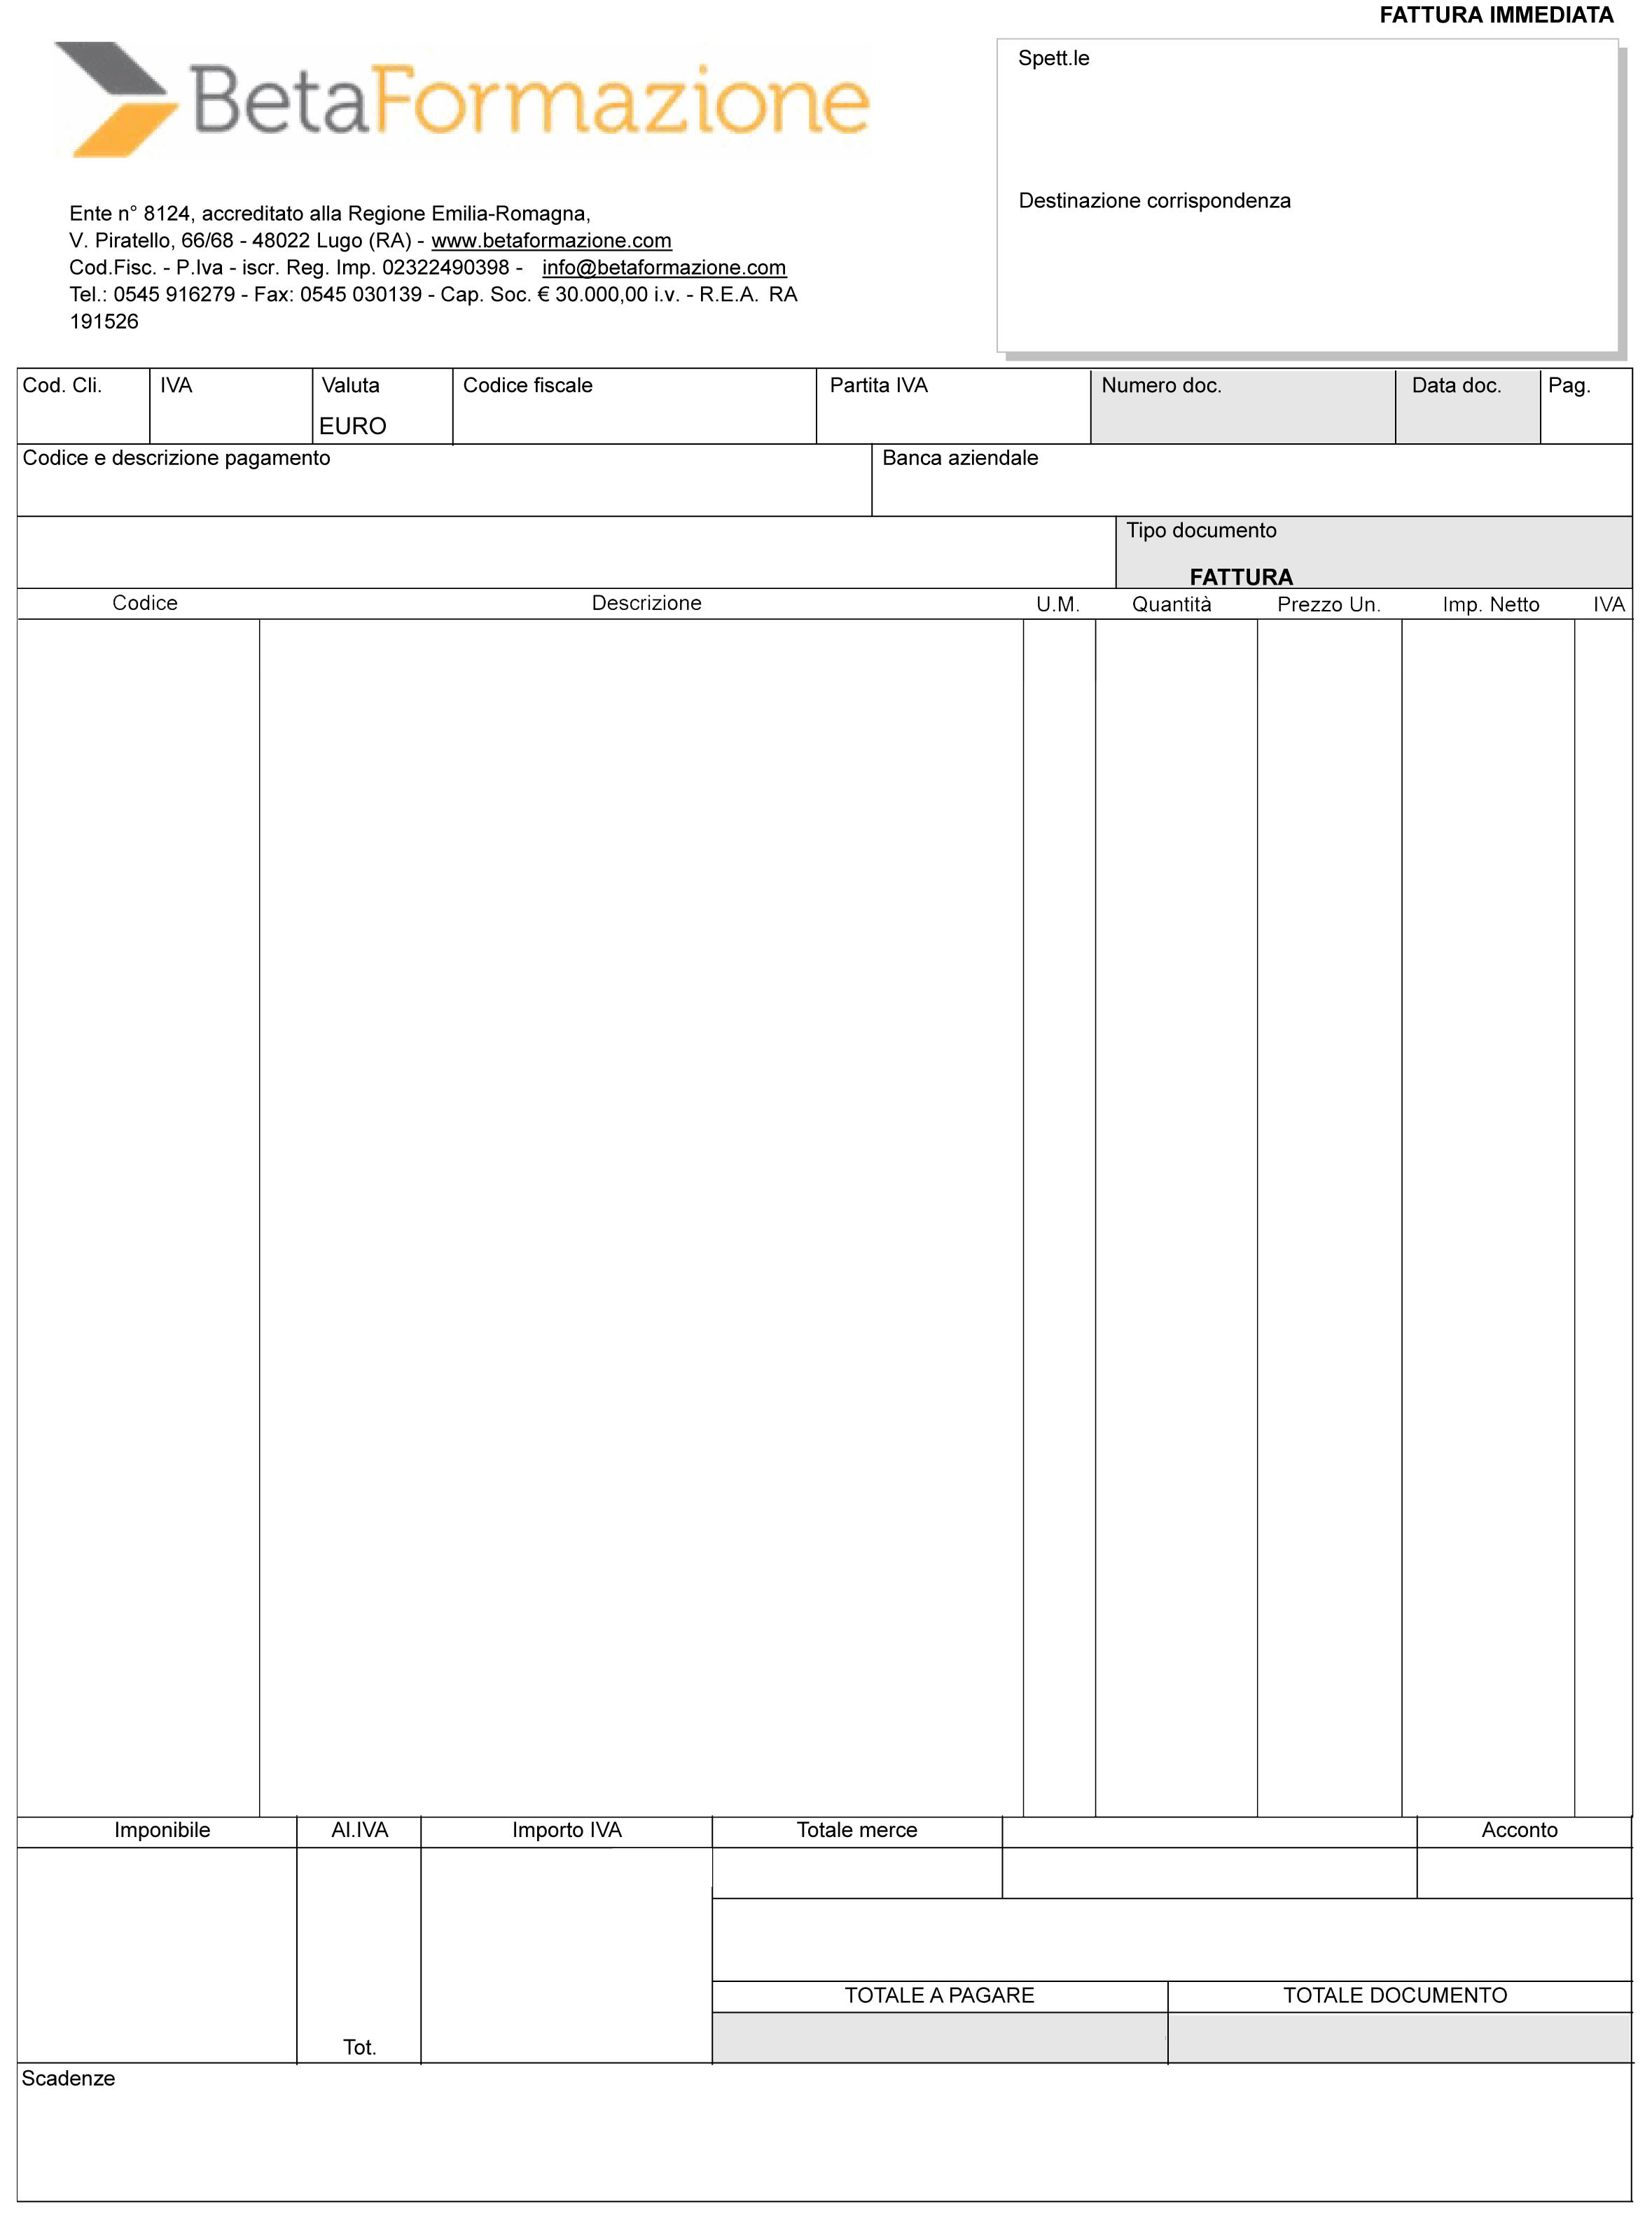 FATTURA IMMEDIATA
BetaFormazione
Spett.le
Destinazione corrispondenza
Ente n° 8124, accreditato alla Regione Emilia-Romagna,
V. Piratello, 66/68 - 48022 Lugo (RA) - www.betaformazione.com
Cod.Fisc. - P.Iva - iscr. Reg. Imp. 02322490398 - info@betaformazione.com
Tel.: 0545 916279 - Fax: 0545 030139 - Cap. Soc. € 30.000,00 i.v. - R.E.A. RA
191526
Cod. Cli. IVA Valuta Codice fiscale Partita IVA Numero doc. Data doc. Pag.
EURO
Codice e descrizione pagamento Banca aziendale
Tipo documento
FATTURA
Codice Descrizione U.M. Quantità Prezzo Un. Imp. Netto IVA
Imponibile Al.IVA Importo IVA Totale merce Acconto
TOTALE A PAGARE TOTALE DOCUMENTO
Tot.
Scadenze